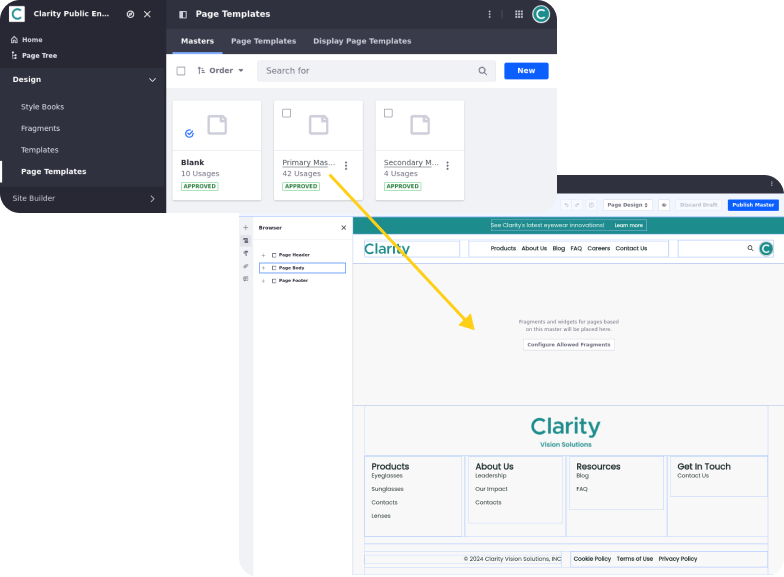 Clarity Public En...
Home
Page Tree
Design
Style Books
Fragments
Templates
Page Templates
Site Builder
Page Templates
C
Masters Page Templates Display Page Templates
Order Search for New
Blank
10 Usages
APPROVED
Primary Mas...
42 Usages
APPROVED
Secondary M...
4 Usages
APPROVED
Page Design Discard Draft Publish Master
Browser
Page Header
Page Body
Page Footer
See Clarity's latest eyewear innovations! Learn more
Clarity Products About Us Blog FAQ Careers Contact Us C
Fragments and widgets for pages based
on this master will be placed here.
Configure Allowed Fragments
Clarity
Vision Solutions
Products
Eyeglasses
Sunglasses
Contacts
Lenses
About Us
Leadership
Our Impact
Contacts
Resources
Blog
FAQ
Get In Touch
Contact Us
© 2024 Clarity Vision Solutions, INC Cookie Policy Terms of Use Privacy Policy